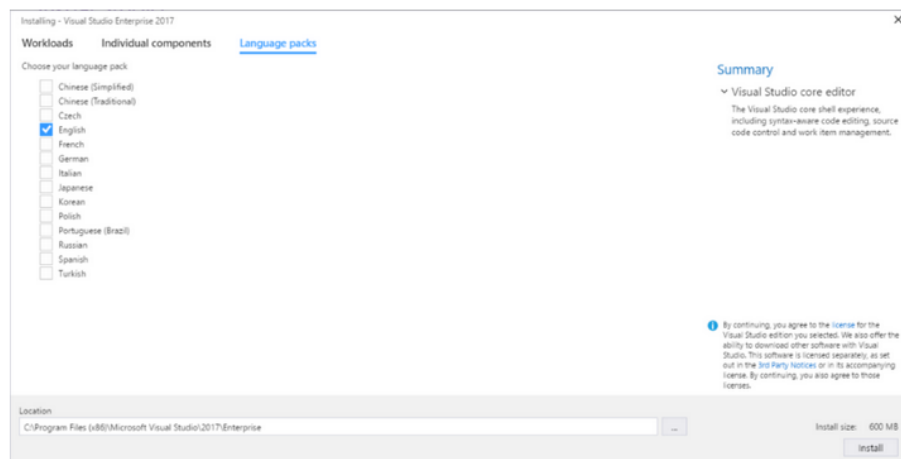 Installing - Visual Studio Enterprise 2017
Workloads Individual components Language packs
Choose your language pack
Chinese (Simplified)
Chinese (Traditional)
Czech
English
French
German
Italian
Japanese
Korean
Polish
Portuguese (Brazil)
Russian
Spanish
Turkish
Summary
Visual Studio core editor
The Visual Studio core shell experience,
including syntax-aware code editing, source
code control and work item management.
By continuing, you agree to the license for the
Visual Studio edition you selected. We also offer the
ability to download other software with Visual
Studio. This software is licensed separately, as set
out in the 3rd Party Notices or in its accompanying
license. By continuing, you also agree to those
licenses.
Location
C:\Program Files (x86)\Microsoft Visual Studio\2017\Enterprise
...
Install size: 600 MB
Install